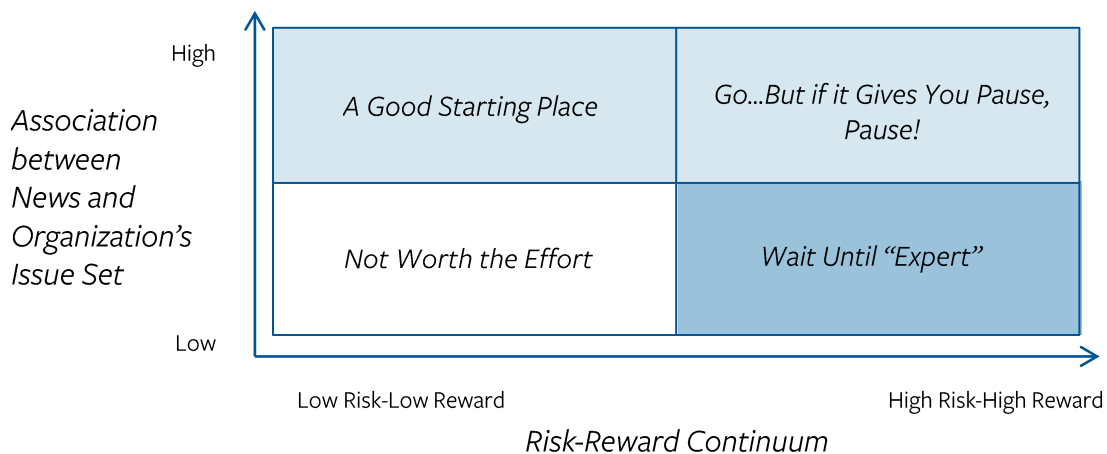 High
Association
between
News and
Organization’s
Issue Set
Low
A Good Starting Place
Go...But if it Gives You Pause,
Pause!
Not Worth the Effort
Wait Until “Expert”
Low Risk-Low Reward
High Risk-High Reward
Risk-Reward Continuum